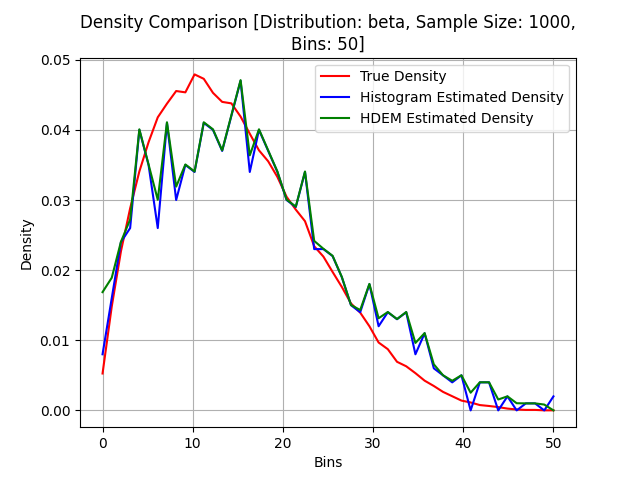 Density Comparison [Distribution: beta, Sample Size: 1000,
Bins: 50]
True Density
Histogram Estimated Density
HDEM Estimated Density
Density
0.05
0.04
0.03
0.02
0.01
0.00
0 10 20 30 40 50
Bins